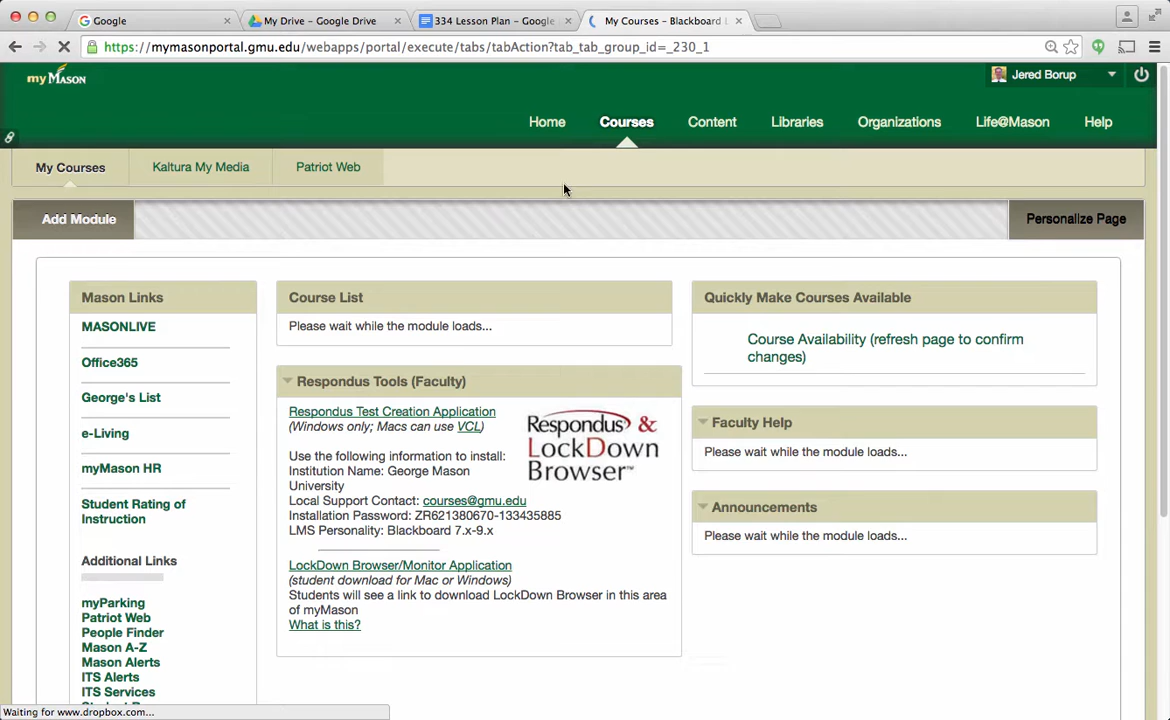 Google
My Drive – Google Drive
334 Lesson Plan – Google
My Courses – Blackboard L
https://mymasonportal.gmu.edu/webapps/portal/execute/tabs/tabAction?tab_tab_group_id=_230_1
myMASON
Jered Borup
Home
Courses
Content
Libraries
Organizations
Life@Mason
Help
My Courses
Kaltura My Media
Patriot Web
Add Module
Personalize Page
Mason Links
MASONLIVE
Office365
George's List
e-Living
myMason HR
Student Rating of
Instruction
Additional Links
myParking
Patriot Web
People Finder
Mason A-Z
Mason Alerts
ITS Alerts
ITS Services
Course List
Please wait while the module loads...
Respondus Tools (Faculty)
Respondus Test Creation Application
(Windows only; Macs can use VCL)
Use the following information to install:
Institution Name: George Mason
University
Local Support Contact: courses@gmu.edu
Installation Password: ZR621380670-133435885
LMS Personality: Blackboard 7.x-9.x
Respondus &
LockDown
Browser™
LockDown Browser/Monitor Application
(student download for Mac or Windows)
Students will see a link to download LockDown Browser in this area
of myMason
What is this?
Quickly Make Courses Available
Course Availability (refresh page to confirm
changes)
Faculty Help
Please wait while the module loads...
Announcements
Please wait while the module loads...
Waiting for www.dropbox.com...